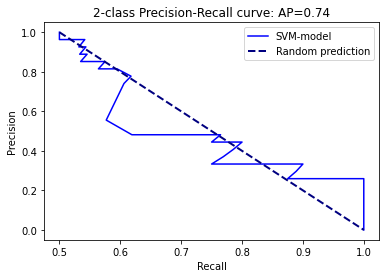 2-class Precision-Recall curve: AP=0.74
SVM-model
Random prediction
Precision
1.0
0.8
0.6
0.4
0.2
0.0
0.5 0.6 0.7 0.8 0.9 1.0
Recall